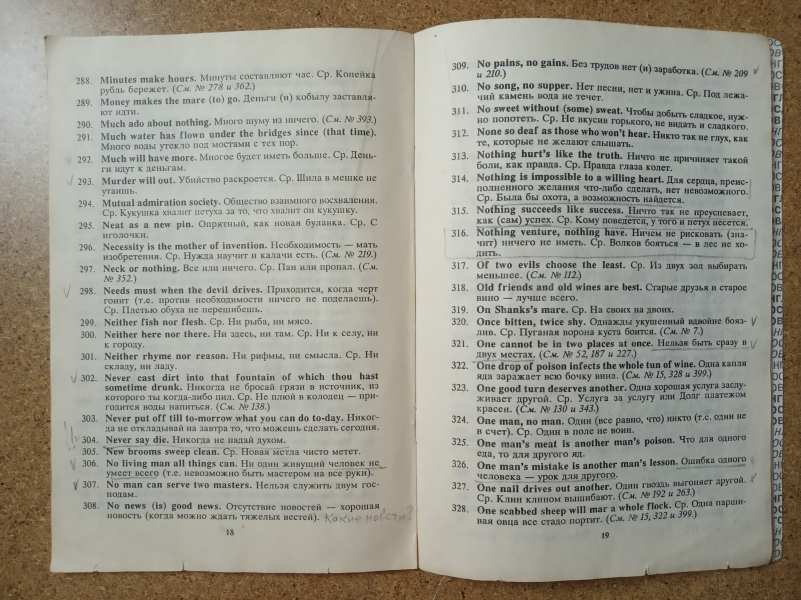 288. Minutes make hours. Минуты составляют час. Ср. Копейка
рубль бережет. (См. № 278 и 362.)
289. Money makes the mare (to) go. Деньги (и) кобылу заставля-
ют идти.
290. Much ado about nothing. Много шуму из ничего. (См. № 393.)
291. Much water has flown under the bridges since (that time).
Много воды утекло под мостами с тех пор.
292. Much will have more. Многое будет иметь больше. Ср. День-
ги идут к деньгам.
293. Murder will out. Убийство раскроется. Ср. Шила в мешке не
утаишь.
294. Mutual admiration society. Общество взаимного восхваления.
Ср. Кукушка хвалит петуха за то, что хвалит он кукушку.
295. Neat as a new pin. Опрятный, как новая булавка. Ср. С
иголочки.
296. Necessity is the mother of invention. Необходимость — мать
изобретения. Ср. Нужда научит и калачи есть. (См. № 219.)
297. Neck or nothing. Все или ничего. Ср. Пан или пропал. (См.
№ 352.)
298. Needs must when the devil drives. Приходится, когда черт
гонит (т.е. против необходимости ничего не поделаешь).
Ср. Плетью обуха не перешибешь.
299. Neither fish nor flesh. Ср. Ни рыба, ни мясо.
300. Neither here nor there. Ни здесь, ни там. Ср. Ни к селу, ни
к городу.
301. Neither rhyme nor reason. Ни рифмы, ни смысла. Ср. Ни
складу, ни ладу.
302. Never cast dirt into that fountain of which thou hast
sometime drunk. Никогда не бросай грязи в источник, из
которого ты когда-либо пил. Ср. Не плюй в колодец — при-
годится воды напиться. (См. № 138.)
303. Never put off till to-morrow what you can do to-day. Никог-
да не откладывай на завтра то, что можешь сделать сегодня.
304. Never say die. Никогда не падай духом.
305. New brooms sweep clean. Ср. Новая метла чисто метет.
306. No living man all things can. Ни один живущий человек не
умеет всего (т.е. невозможно быть мастером на все руки).
307. No man can serve two masters. Нельзя служить двум гос-
подам.
308. No news (is) good news. Отсутствие новостей — хорошая
новость (когда можно ждать тяжелых вестей). Какие новости?
18
309. No pains, no gains. Без трудов нет (и) заработка. (См. № 209
и 210.)
310. No song, no supper. Нет песни, нет и ужина. Ср. Под лежа-
чий камень вода не течет.
311. No sweet without (some) sweat. Чтобы добыть сладкое, нуж-
но попотеть. Ср. Не вкусив горького, не видать и сладкого.
312. None so deaf as those who won't hear. Никто так не глух, как
те, которые не желают слышать.
313. Nothing hurt's like the truth. Ничто не причиняет такой
боли, как правда. Ср. Правда глаза колет.
314. Nothing is impossible to a willing heart. Для сердца, преис-
полненного желания что-либо сделать, нет невозможного.
Ср. Была бы охота, а возможность найдется.
315. Nothing succeeds like success. Ничто так не преуспевает,
как (сам) успех. Ср. Кому поведется, у того и петух несется.
316. Nothing venture, nothing have. Ничем не рисковать (зна-
чит) ничего не иметь. Ср. Волков бояться — в лес не хо-
дить.
317. Of two evils choose the least. Ср. Из двух зол выбирать
меньшее. (См. № 112.)
318. Old friends and old wines are best. Старые друзья и старое
вино — лучше всего.
319. On Shanks's mare. Ср. На своих на двоих.
320. Once bitten, twice shy. Однажды укушенный вдвойне бояз-
лив. Ср. Пуганая ворона куста боится. (См. № 7.)
321. One cannot be in two places at once. Нельзя быть сразу в
двух местах. (См. № 52, 187 и 227.)
322. One drop of poison infects the whole tun of wine. Одна капля
яда заражает всю бочку вина. (См. № 15, 328 и 399.)
323. One good turn deserves another. Одна хорошая услуга заслу-
живает другой. Ср. Услуга за услугу или Долг платежом
красен. (См. № 130 и 343.)
324. One man, no man. Один (все равно, что) никто (т.е. один не
в счет). Ср. Один в поле не воин.
325. One man's meat is another man's poison. Что для одного
еда, то для другого яд.
326. One man's mistake is another man's lesson. Ошибка одного
человека — урок для другого.
327. One nail drives out another. Один гвоздь выгоняет другой.
Ср. Клин клином вышибают. (См. № 192 и 263.)
328. One scabbed sheep will mar a whole flock. Ср. Одна парши-
вая овца все стадо портит. (См. № 15, 322 и 399.)
19